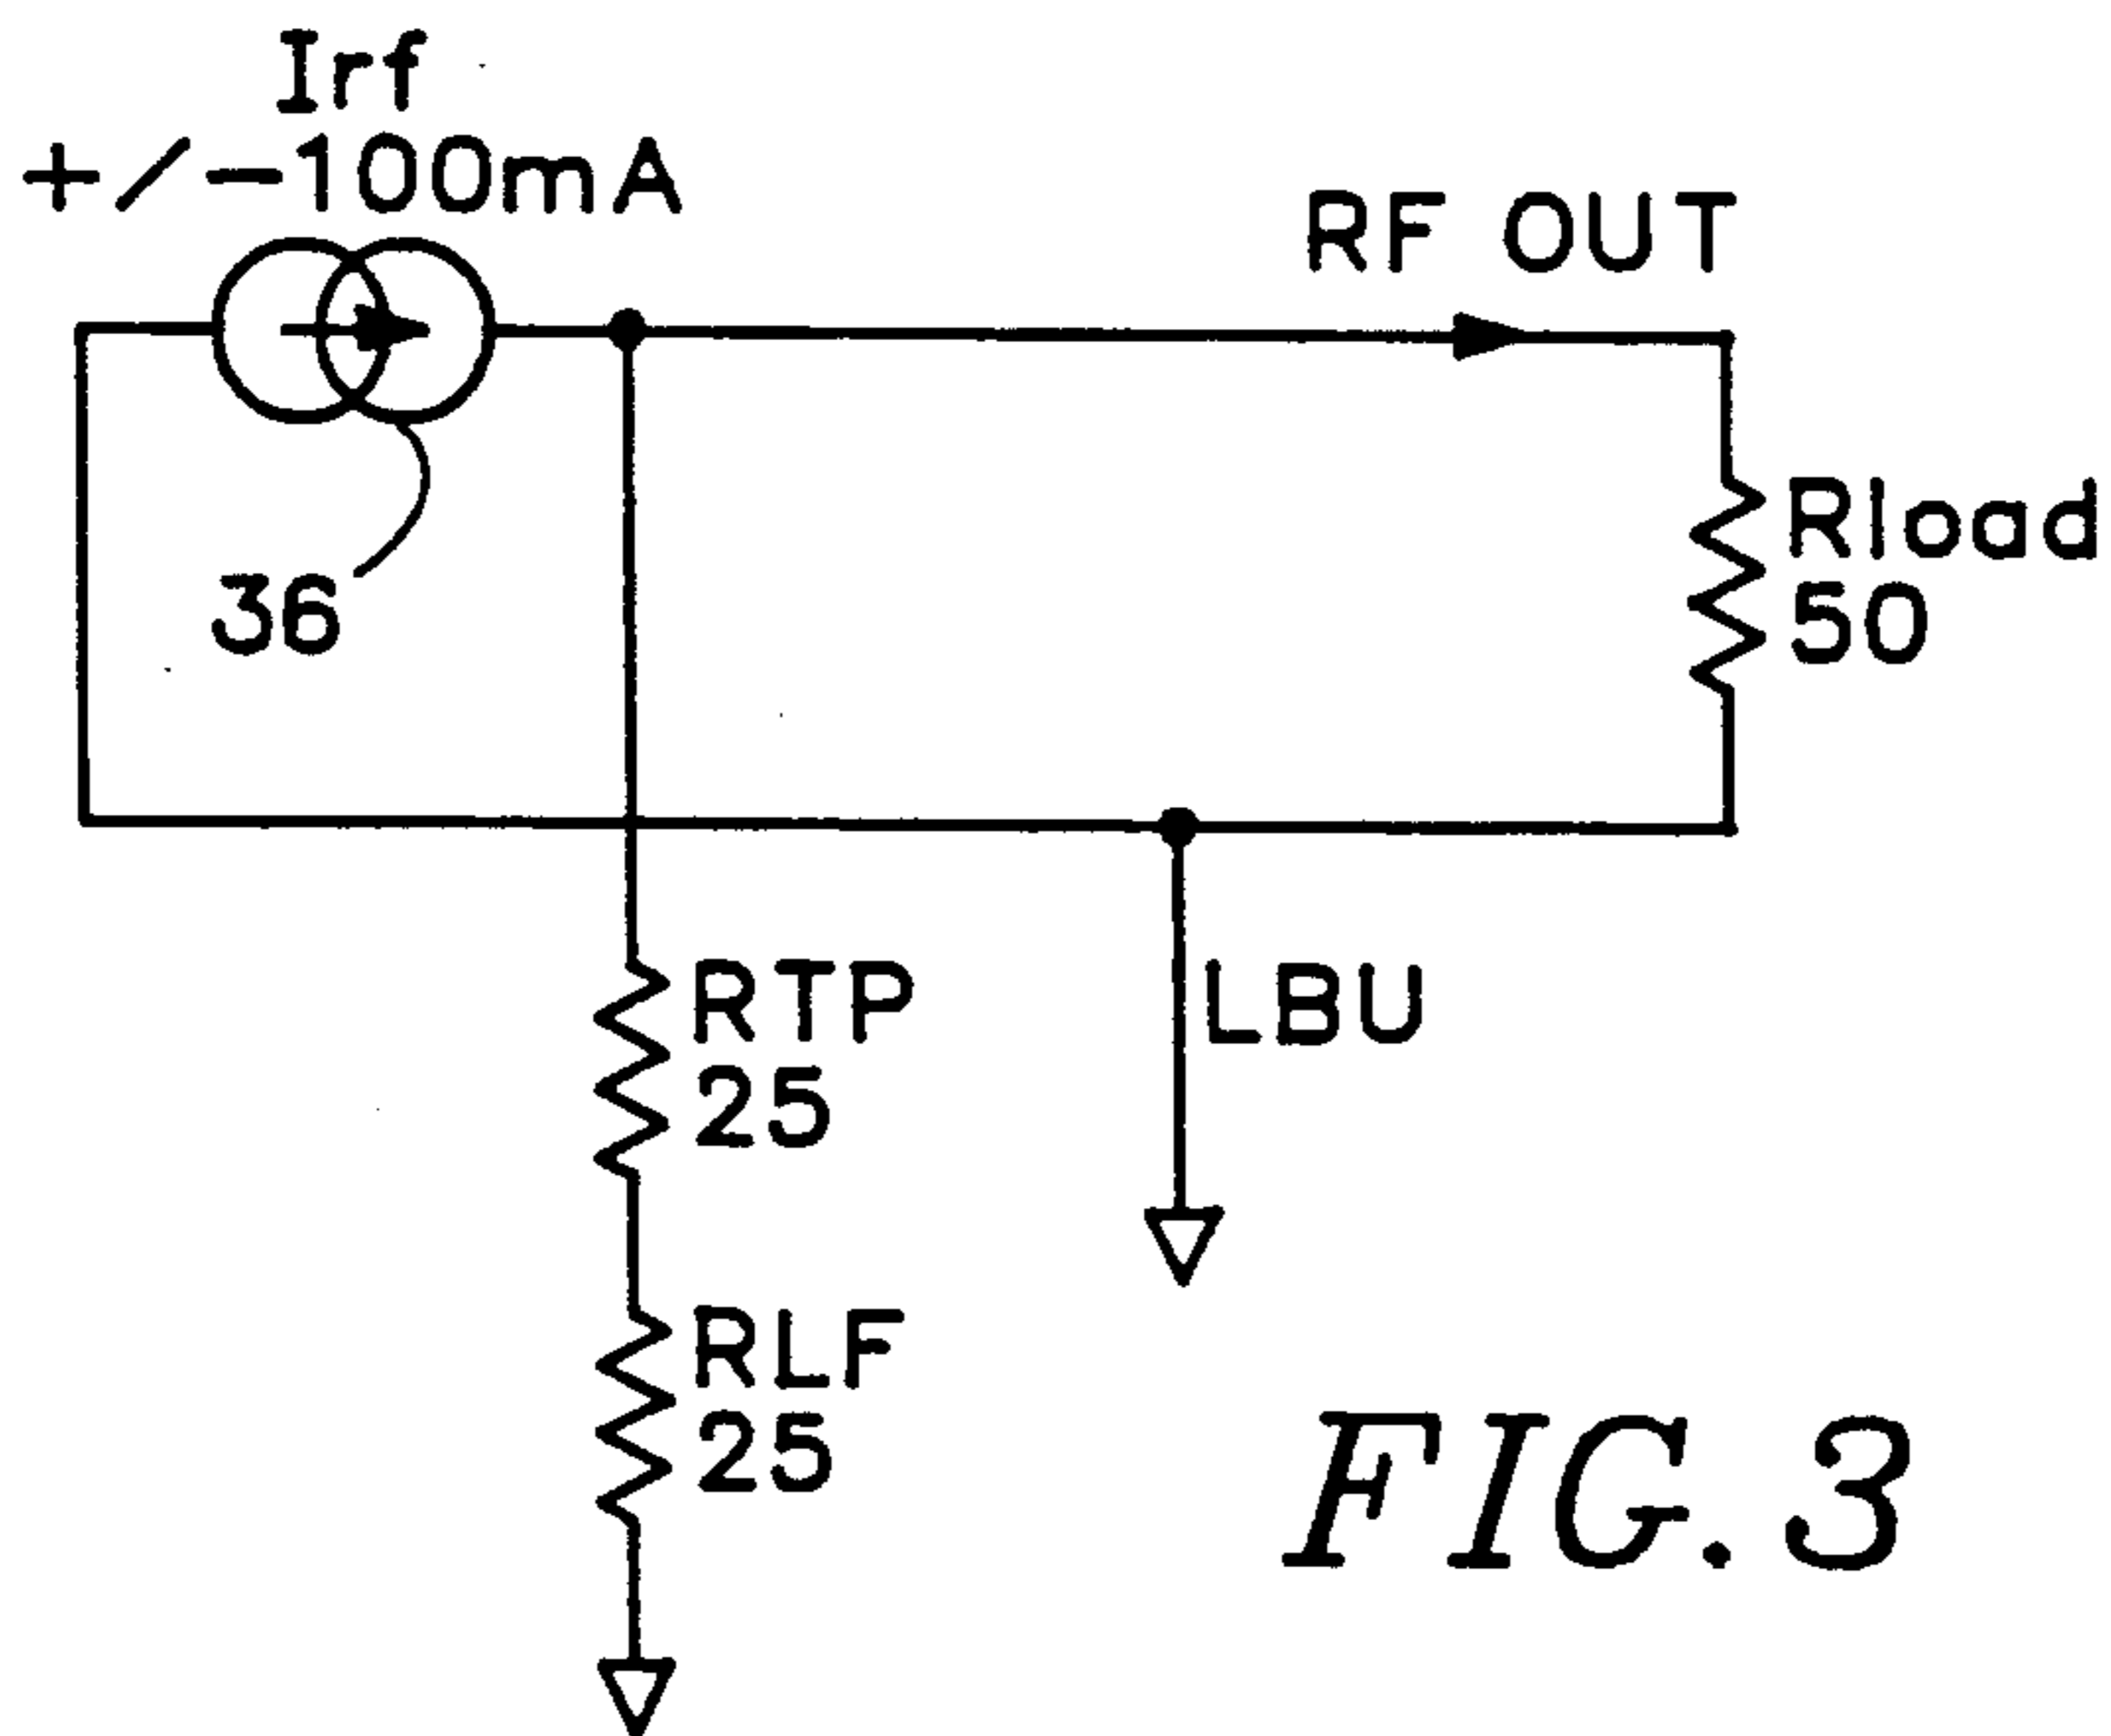 Irf
+/-100mA
RF OUT
36
Rload
50
RTP
25
LBU
RLF
25
FIG. 3